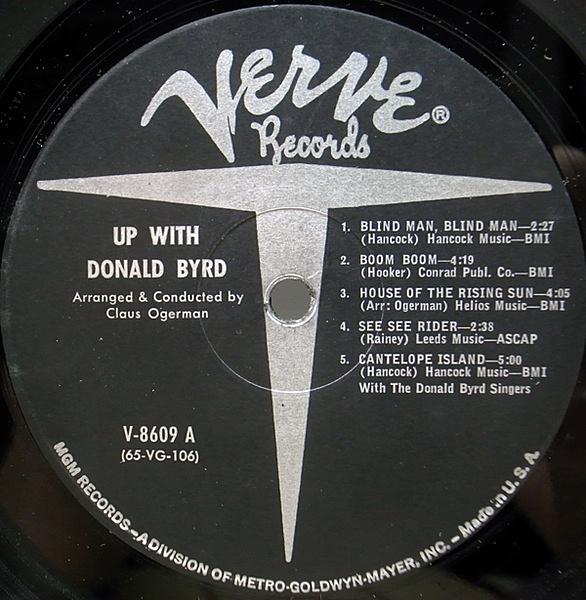 VERVE®
Records
UP WITH
DONALD BYRD
Arranged & Conducted by
Claus Ogerman
1. BLIND MAN, BLIND MAN—2:27
(Hancock) Hancock Music—BMI
2. BOOM BOOM—4:19
(Hooker) Conrad Publ. Co.—BMI
3. HOUSE OF THE RISING SUN—4:05
(Arr: Ogerman) Helios Music—BMI
4. SEE SEE RIDER—2:38
(Rainey) Leeds Music—ASCAP
5. CANTELOPE ISLAND—5:00
(Hancock) Hancock Music—BMI
With The Donald Byrd Singers
V-8609 A
(65-VG-106)
MGM RECORDS—A DIVISION OF METRO-GOLDWYN-MAYER, INC. – Made in U. S. A.